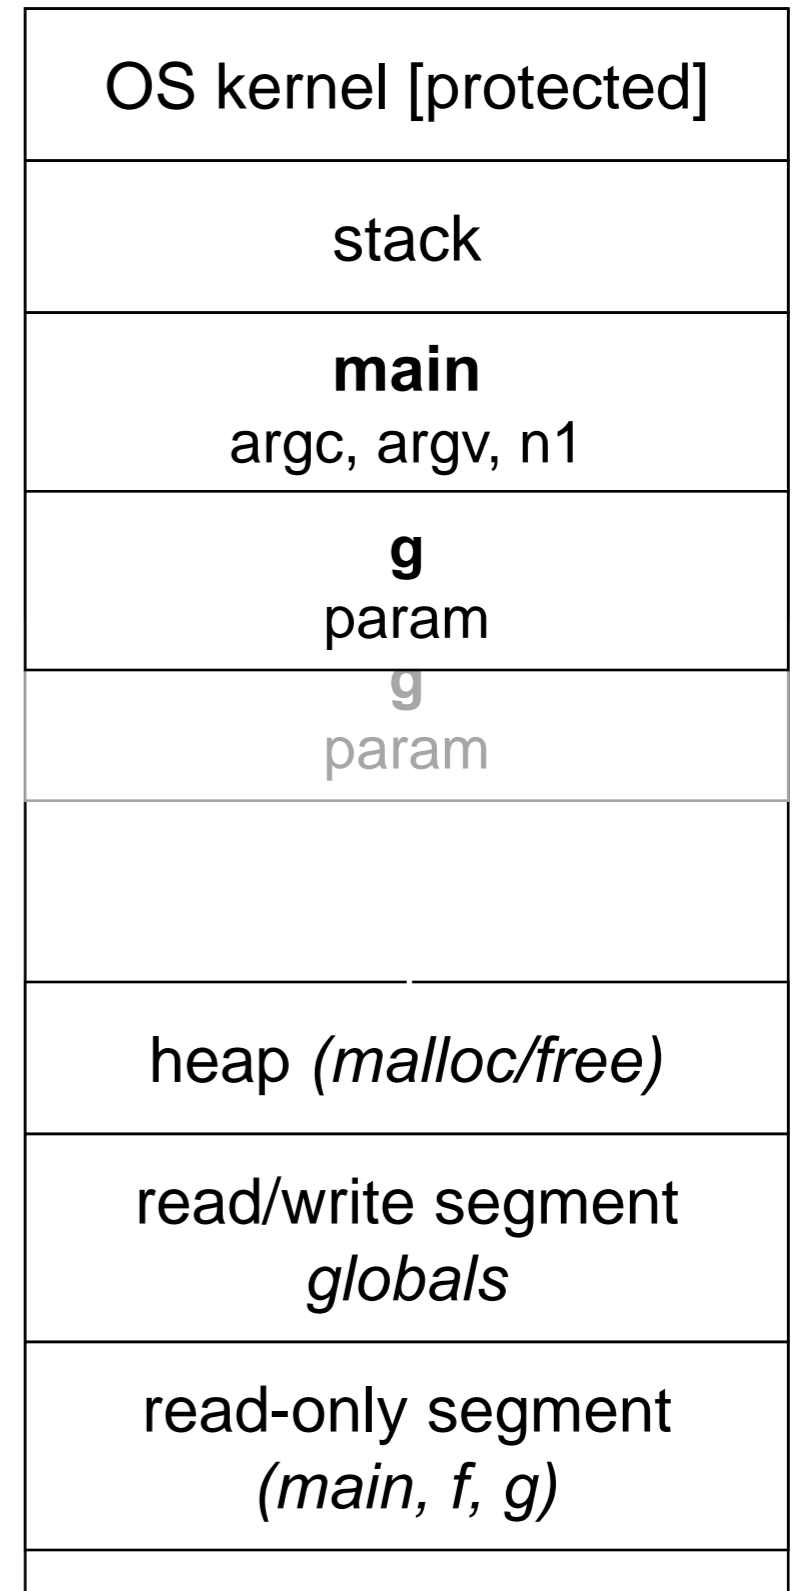 OS kernel [protected]
stack
main
argc, argv, n1
g
param
g
param
heap (malloc/free)
read/write segment
globals
read-only segment
(main, f, g)